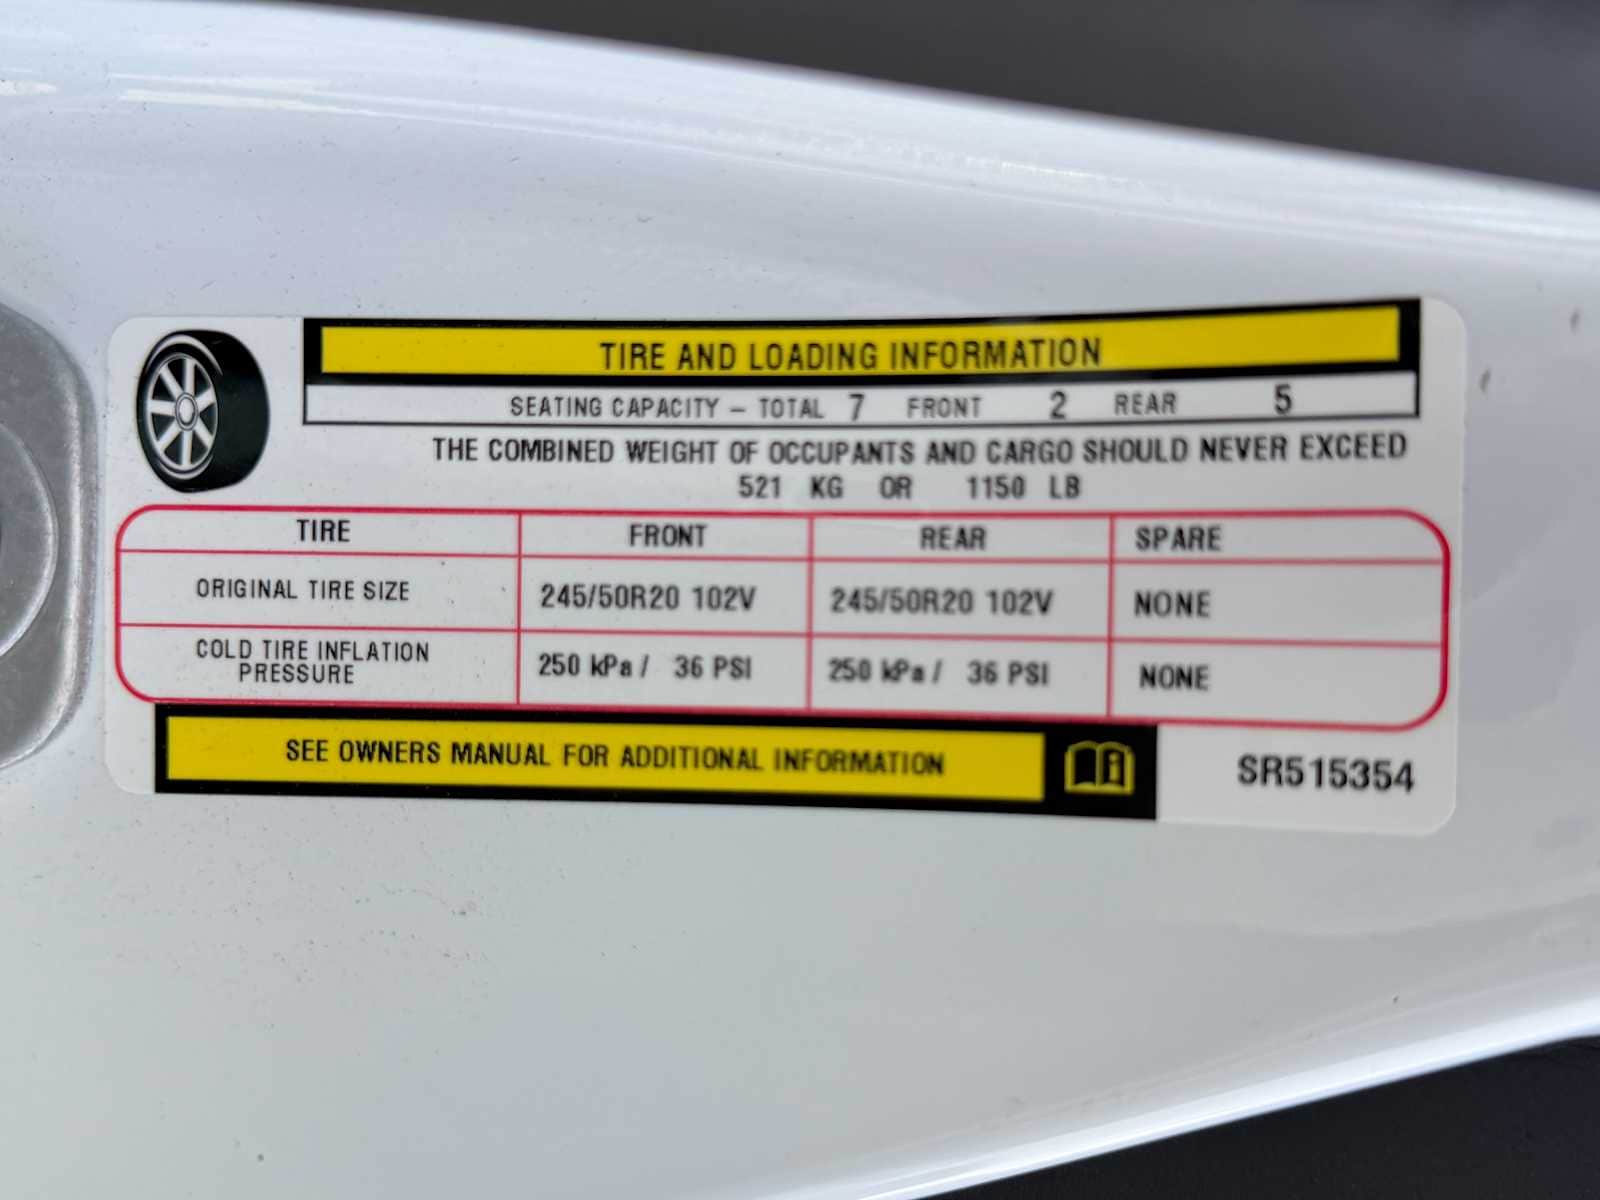 TIRE AND LOADING INFORMATION
SEATING CAPACITY – TOTAL 7 FRONT 2 REAR 5
THE COMBINED WEIGHT OF OCCUPANTS AND CARGO SHOULD NEVER EXCEED
521 KG OR 1150 LB
TIRE FRONT REAR SPARE
ORIGINAL TIRE SIZE 245/50R20 102V 245/50R20 102V NONE
COLD TIRE INFLATION
PRESSURE 250 kPa / 36 PSI 250 kPa / 36 PSI NONE
SEE OWNERS MANUAL FOR ADDITIONAL INFORMATION
SR515354